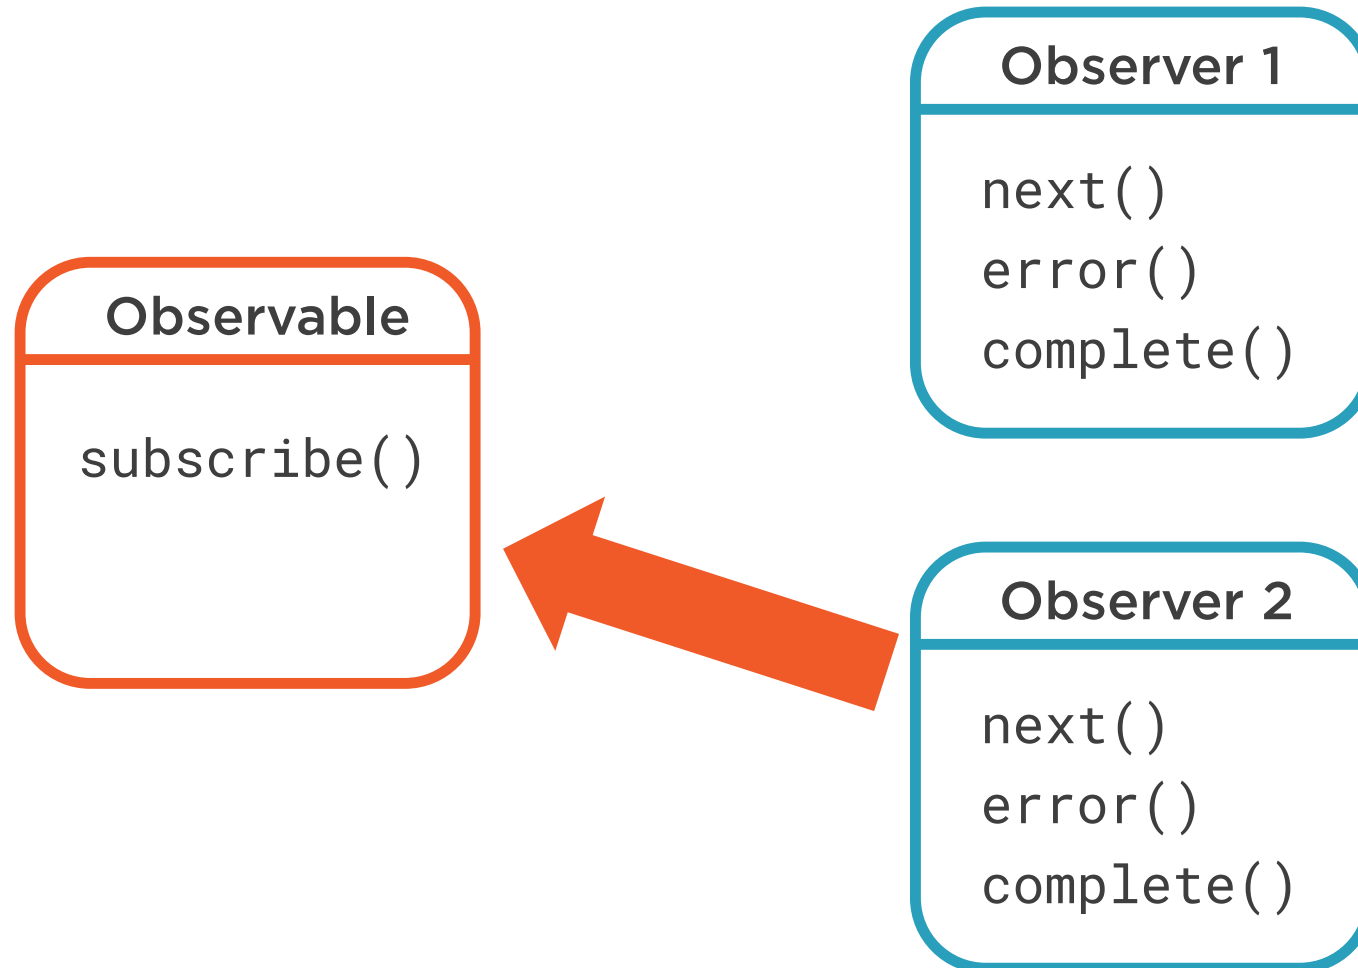 Observable
subscribe()
Observer 1
next()
error()
complete()
Observer 2
next()
error()
complete()